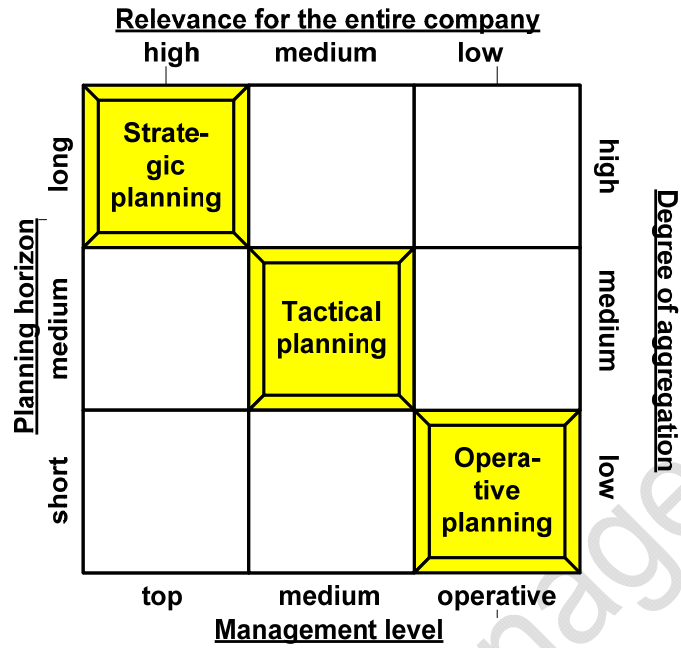 Relevance for the entire company
high medium low
Strate-
gic
planning
Tactical
planning
Opera-
tive
planning
long
medium
short
Planning horizon
high
medium
low
Degree of aggregation
top medium operative
Management level